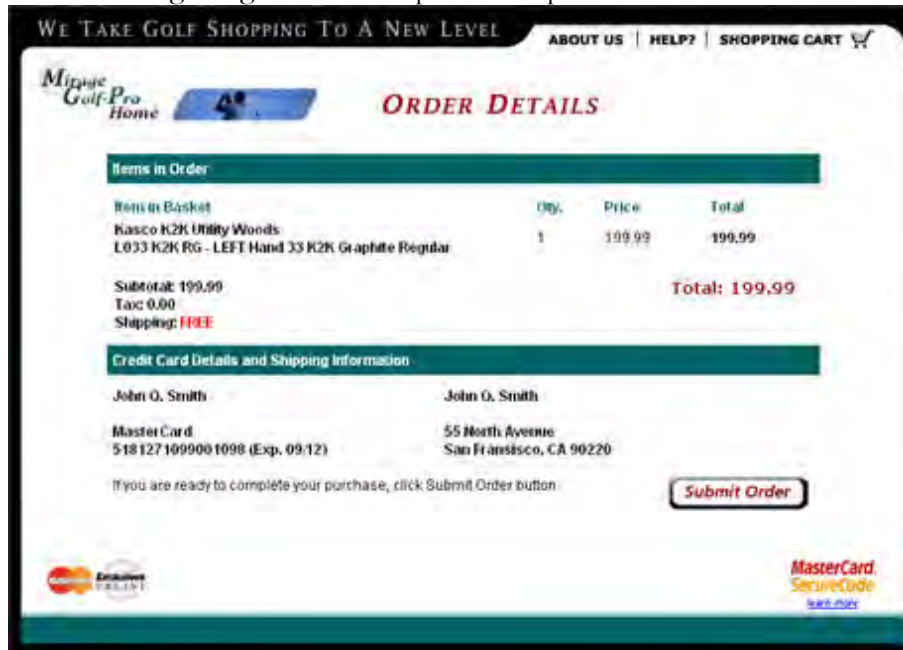 WE TAKE GOLF SHOPPING TO A NEW LEVEL
ABOUT US | HELP? | SHOPPING CART
Mirage
Golf-Pro
Home
ORDER DETAILS
Items in Order
Item in Basket Qty. Price Total
Kasco K2K Utility Woods
L033 K2K RG - LEFT Hand 33 K2K Graphite Regular 1 199.99 199.99
Subtotal: 199.99 Total: 199.99
Tax: 0.00
Shipping: FREE
Credit Card Details and Shipping Information
John Q. Smith John Q. Smith
MasterCard 55 North Avenue
5181271099001098 (Exp. 09/12) San Fransisco, CA 90220
If you are ready to complete your purchase, click Submit Order button
Submit Order
MasterCard
SecureCode
learn more